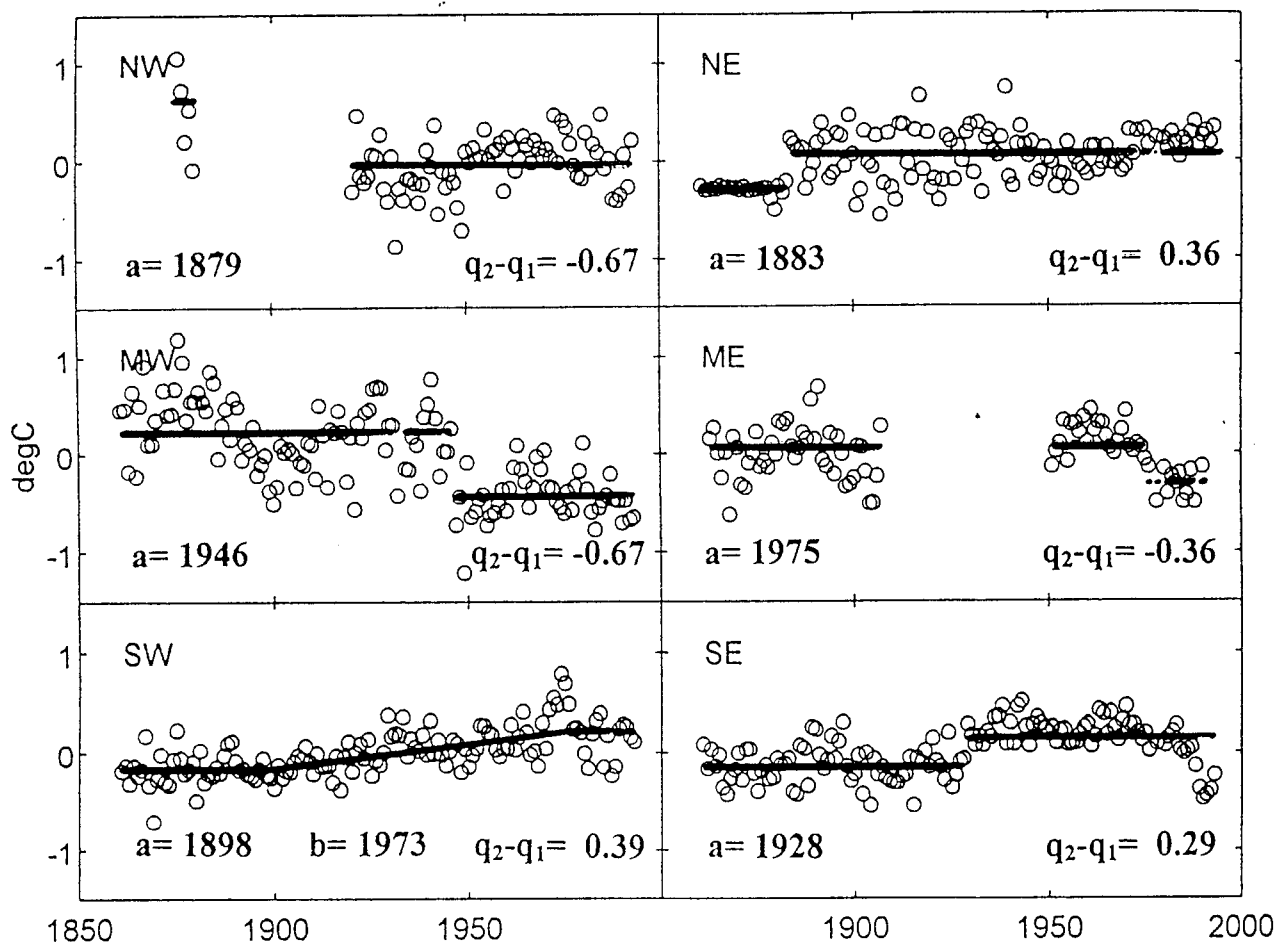 NW
NE
1
0
-1
a= 1879 q₂-q₁= -0.67
a= 1883 q₂-q₁= 0.36
MW
ME
1
0
-1
degC
a= 1946 q₂-q₁= -0.67
a= 1975 q₂-q₁= -0.36
SW
SE
1
0
-1
a= 1898 b= 1973 q₂-q₁= 0.39
a= 1928 q₂-q₁= 0.29
1850 1900 1950 1900 1950 2000